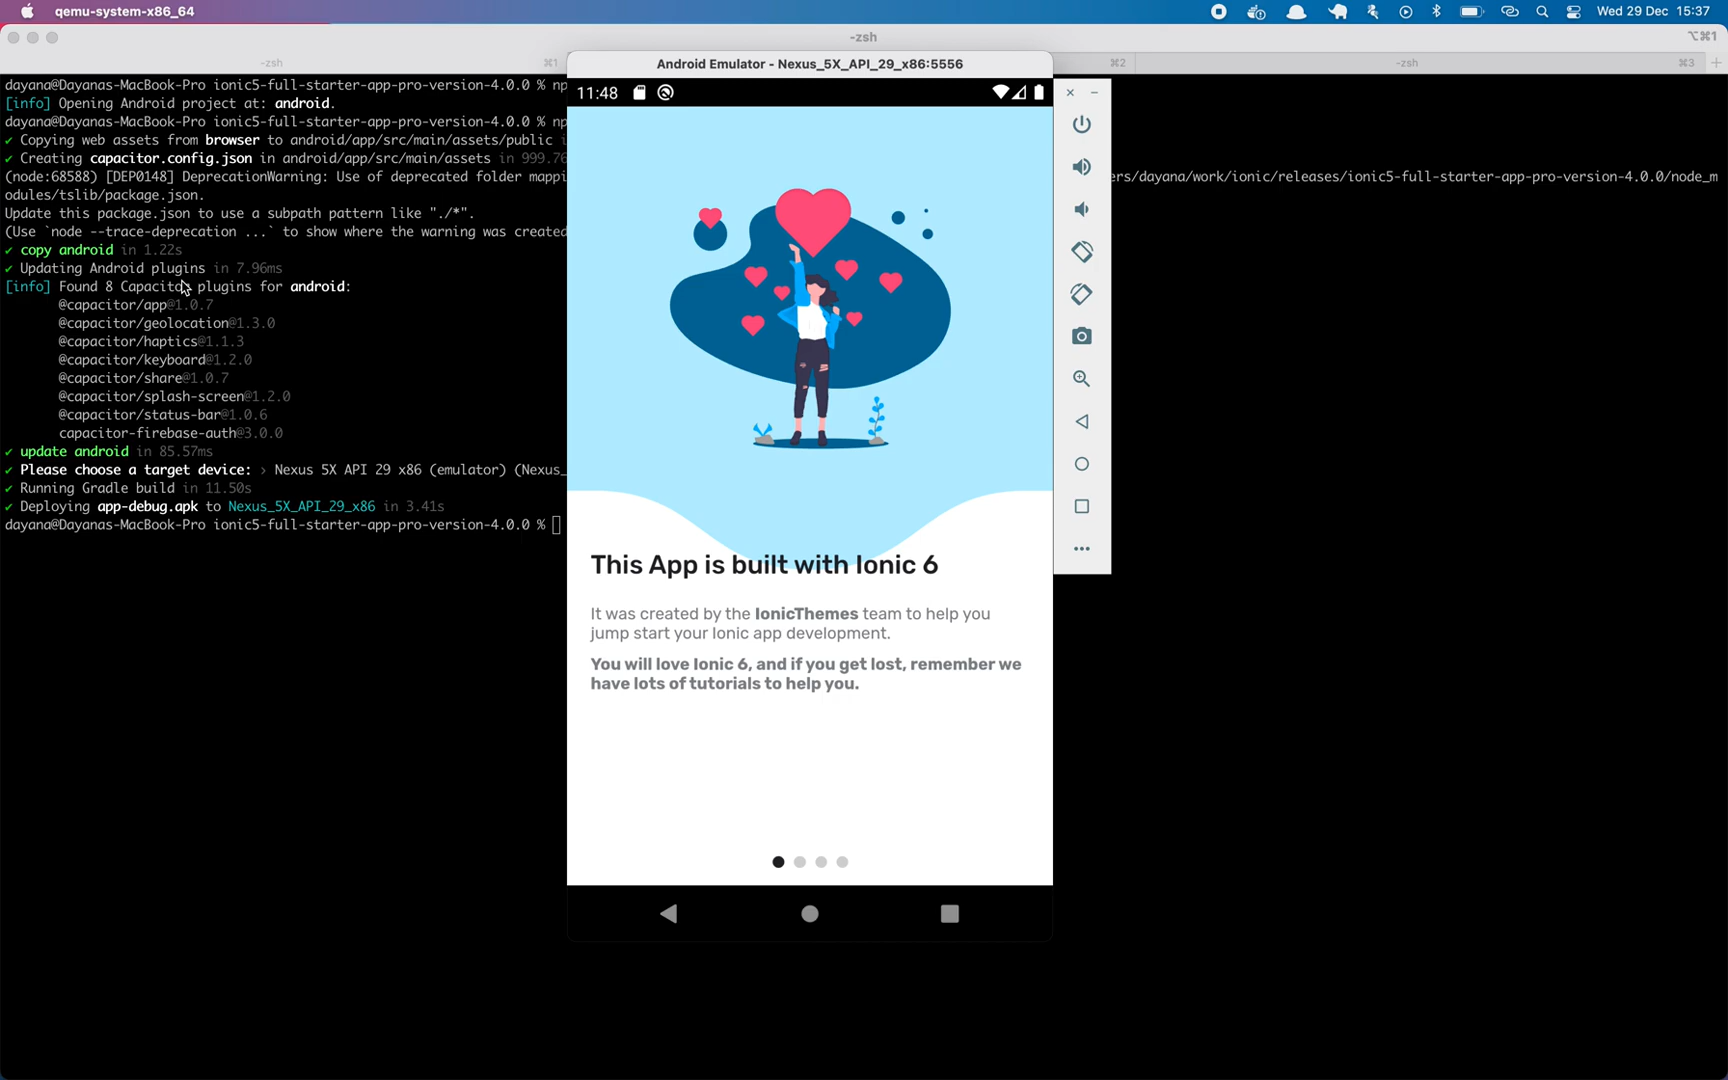 qemu-system-x86_64
Wed 29 Dec 15:37
-zsh
⌥⌘1
-zsh
⌘1
⌘2
-zsh
⌘3
dayana@Dayanas-MacBook-Pro ionic5-full-starter-app-pro-version-4.0.0 % np
[info] Opening Android project at: android.
dayana@Dayanas-MacBook-Pro ionic5-full-starter-app-pro-version-4.0.0 % np
✔ Copying web assets from browser to android/app/src/main/assets/public i
✔ Creating capacitor.config.json in android/app/src/main/assets in 999.76
(node:68588) [DEP0148] DeprecationWarning: Use of deprecated folder mappi
ers/dayana/work/ionic/releases/ionic5-full-starter-app-pro-version-4.0.0/node_m
odules/tslib/package.json.
Update this package.json to use a subpath pattern like "./*".
(Use `node --trace-deprecation ...` to show where the warning was created
✔ copy android in 1.22s
✔ Updating Android plugins in 7.96ms
[info] Found 8 Capacitor plugins for android:
@capacitor/app@1.0.7
@capacitor/geolocation@1.3.0
@capacitor/haptics@1.1.3
@capacitor/keyboard@1.2.0
@capacitor/share@1.0.7
@capacitor/splash-screen@1.2.0
@capacitor/status-bar@1.0.6
capacitor-firebase-auth@3.0.0
✔ update android in 85.57ms
✔ Please choose a target device: › Nexus 5X API 29 x86 (emulator) (Nexus_
✔ Running Gradle build in 11.50s
✔ Deploying app-debug.apk to Nexus_5X_API_29_x86 in 3.41s
dayana@Dayanas-MacBook-Pro ionic5-full-starter-app-pro-version-4.0.0 %
Android Emulator - Nexus_5X_API_29_x86:5556
11:48
This App is built with Ionic 6
It was created by the IonicThemes team to help you
jump start your Ionic app development.
You will love Ionic 6, and if you get lost, remember we
have lots of tutorials to help you.